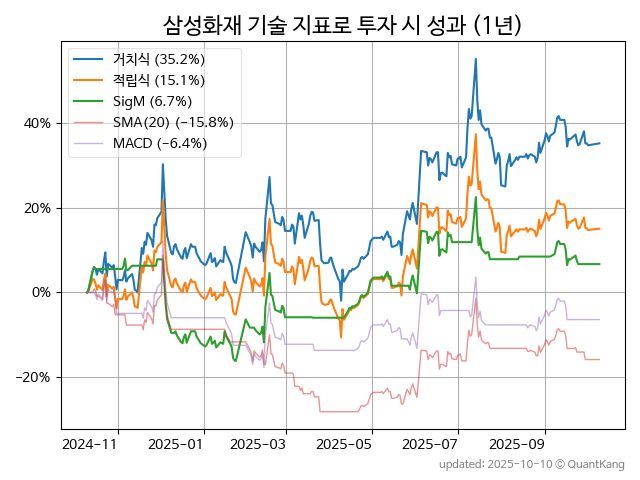 삼성화재 기술 지표로 투자 시 성과 (1년)
거치식 (35.2%)
적립식 (15.1%)
SigM (6.7%)
SMA(20) (−15.8%)
MACD (−6.4%)
40%
20%
0%
−20%
2024-11 2025-01 2025-03 2025-05 2025-07 2025-09
updated: 2025-10-10 © QuantKang